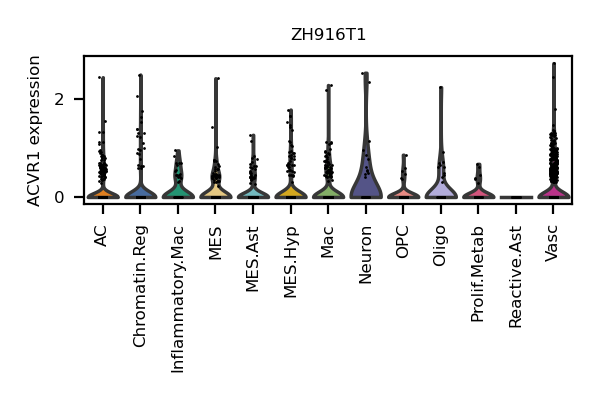 ZH916T1
ACVR1 expression
2
0
AC
Chromatin.Reg
Inflammatory.Mac
MES
MES.Ast
MES.Hyp
Mac
Neuron
OPC
Oligo
Prolif.Metab
Reactive.Ast
Vasc